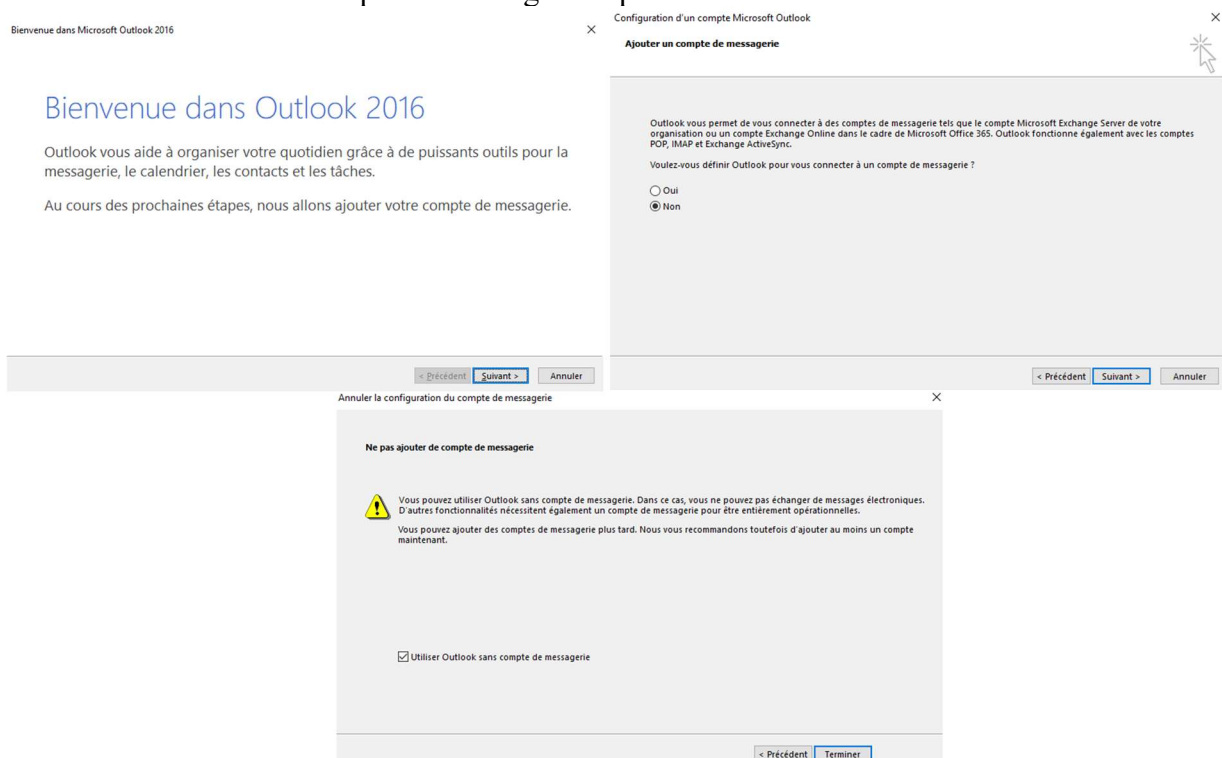 Bienvenue dans Microsoft Outlook 2016
Bienvenue dans Outlook 2016
Outlook vous aide à organiser votre quotidien grâce à de puissants outils pour la
messagerie, le calendrier, les contacts et les tâches.
Au cours des prochaines étapes, nous allons ajouter votre compte de messagerie.
< Précédent Suivant > Annuler
Configuration d'un compte Microsoft Outlook
Ajouter un compte de messagerie
Outlook vous permet de vous connecter à des comptes de messagerie tels que le compte Microsoft Exchange Server de votre
organisation ou un compte Exchange Online dans le cadre de Microsoft Office 365. Outlook fonctionne également avec les comptes
POP, IMAP et Exchange ActiveSync.
Voulez-vous définir Outlook pour vous connecter à un compte de messagerie ?
Oui
Non
< Précédent Suivant > Annuler
Annuler la configuration du compte de messagerie
Ne pas ajouter de compte de messagerie
Vous pouvez utiliser Outlook sans compte de messagerie. Dans ce cas, vous ne pouvez pas échanger de messages électroniques.
D'autres fonctionnalités nécessitent également un compte de messagerie pour être entièrement opérationnelles.
Vous pouvez ajouter des comptes de messagerie plus tard. Nous vous recommandons toutefois d'ajouter au moins un compte
maintenant.
Utiliser Outlook sans compte de messagerie
< Précédent Terminer